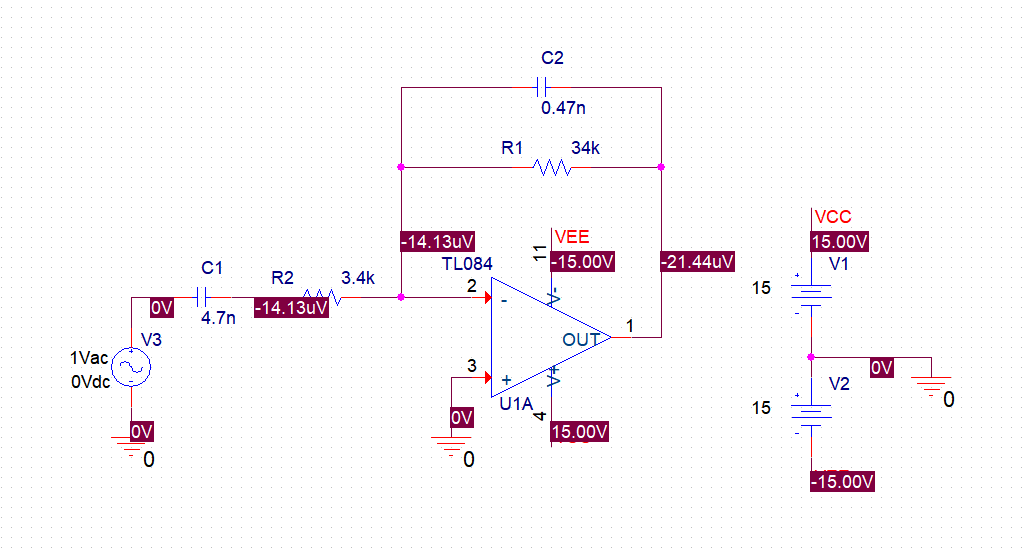 C2
0.47n
R1 34k
VCC
-14.13uV
11
VEE
15.00V
TL084
-15.00V
-21.44uV
V1
C1
R2
3.4k
2
-
V-
15
0V
4.7n
-14.13uV
OUT
1
V3
1Vac
0Vdc
3
+
V+
0V
V2
U1A
0
15
0V
4
0V
15.00V
0
0
-15.00V